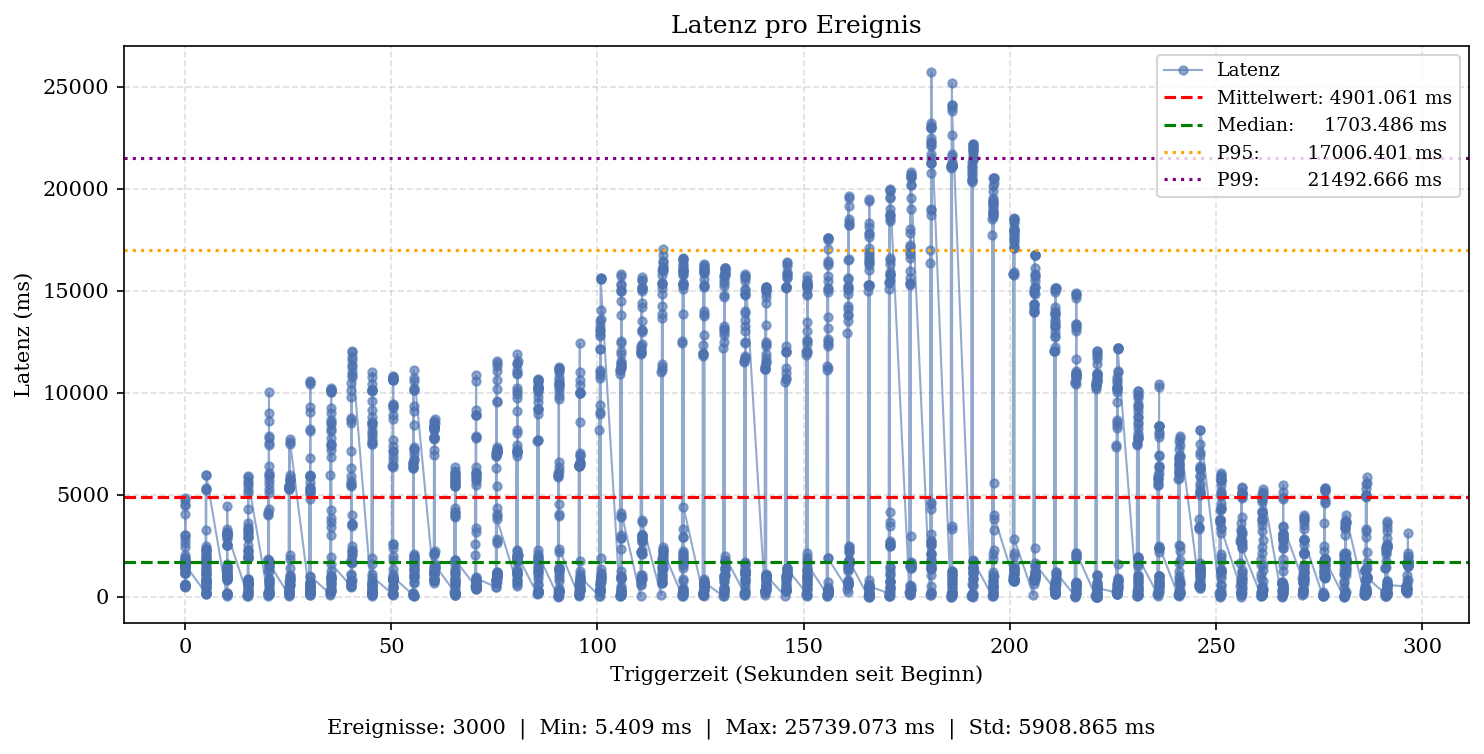 Latenz pro Ereignis
Latenz (ms)
25000
20000
15000
10000
5000
0
Latenz
Mittelwert: 4901.061 ms
Median: 1703.486 ms
P95: 17006.401 ms
P99: 21492.666 ms
0 50 100 150 200 250 300
Triggerzeit (Sekunden seit Beginn)
Ereignisse: 3000 | Min: 5.409 ms | Max: 25739.073 ms | Std: 5908.865 ms